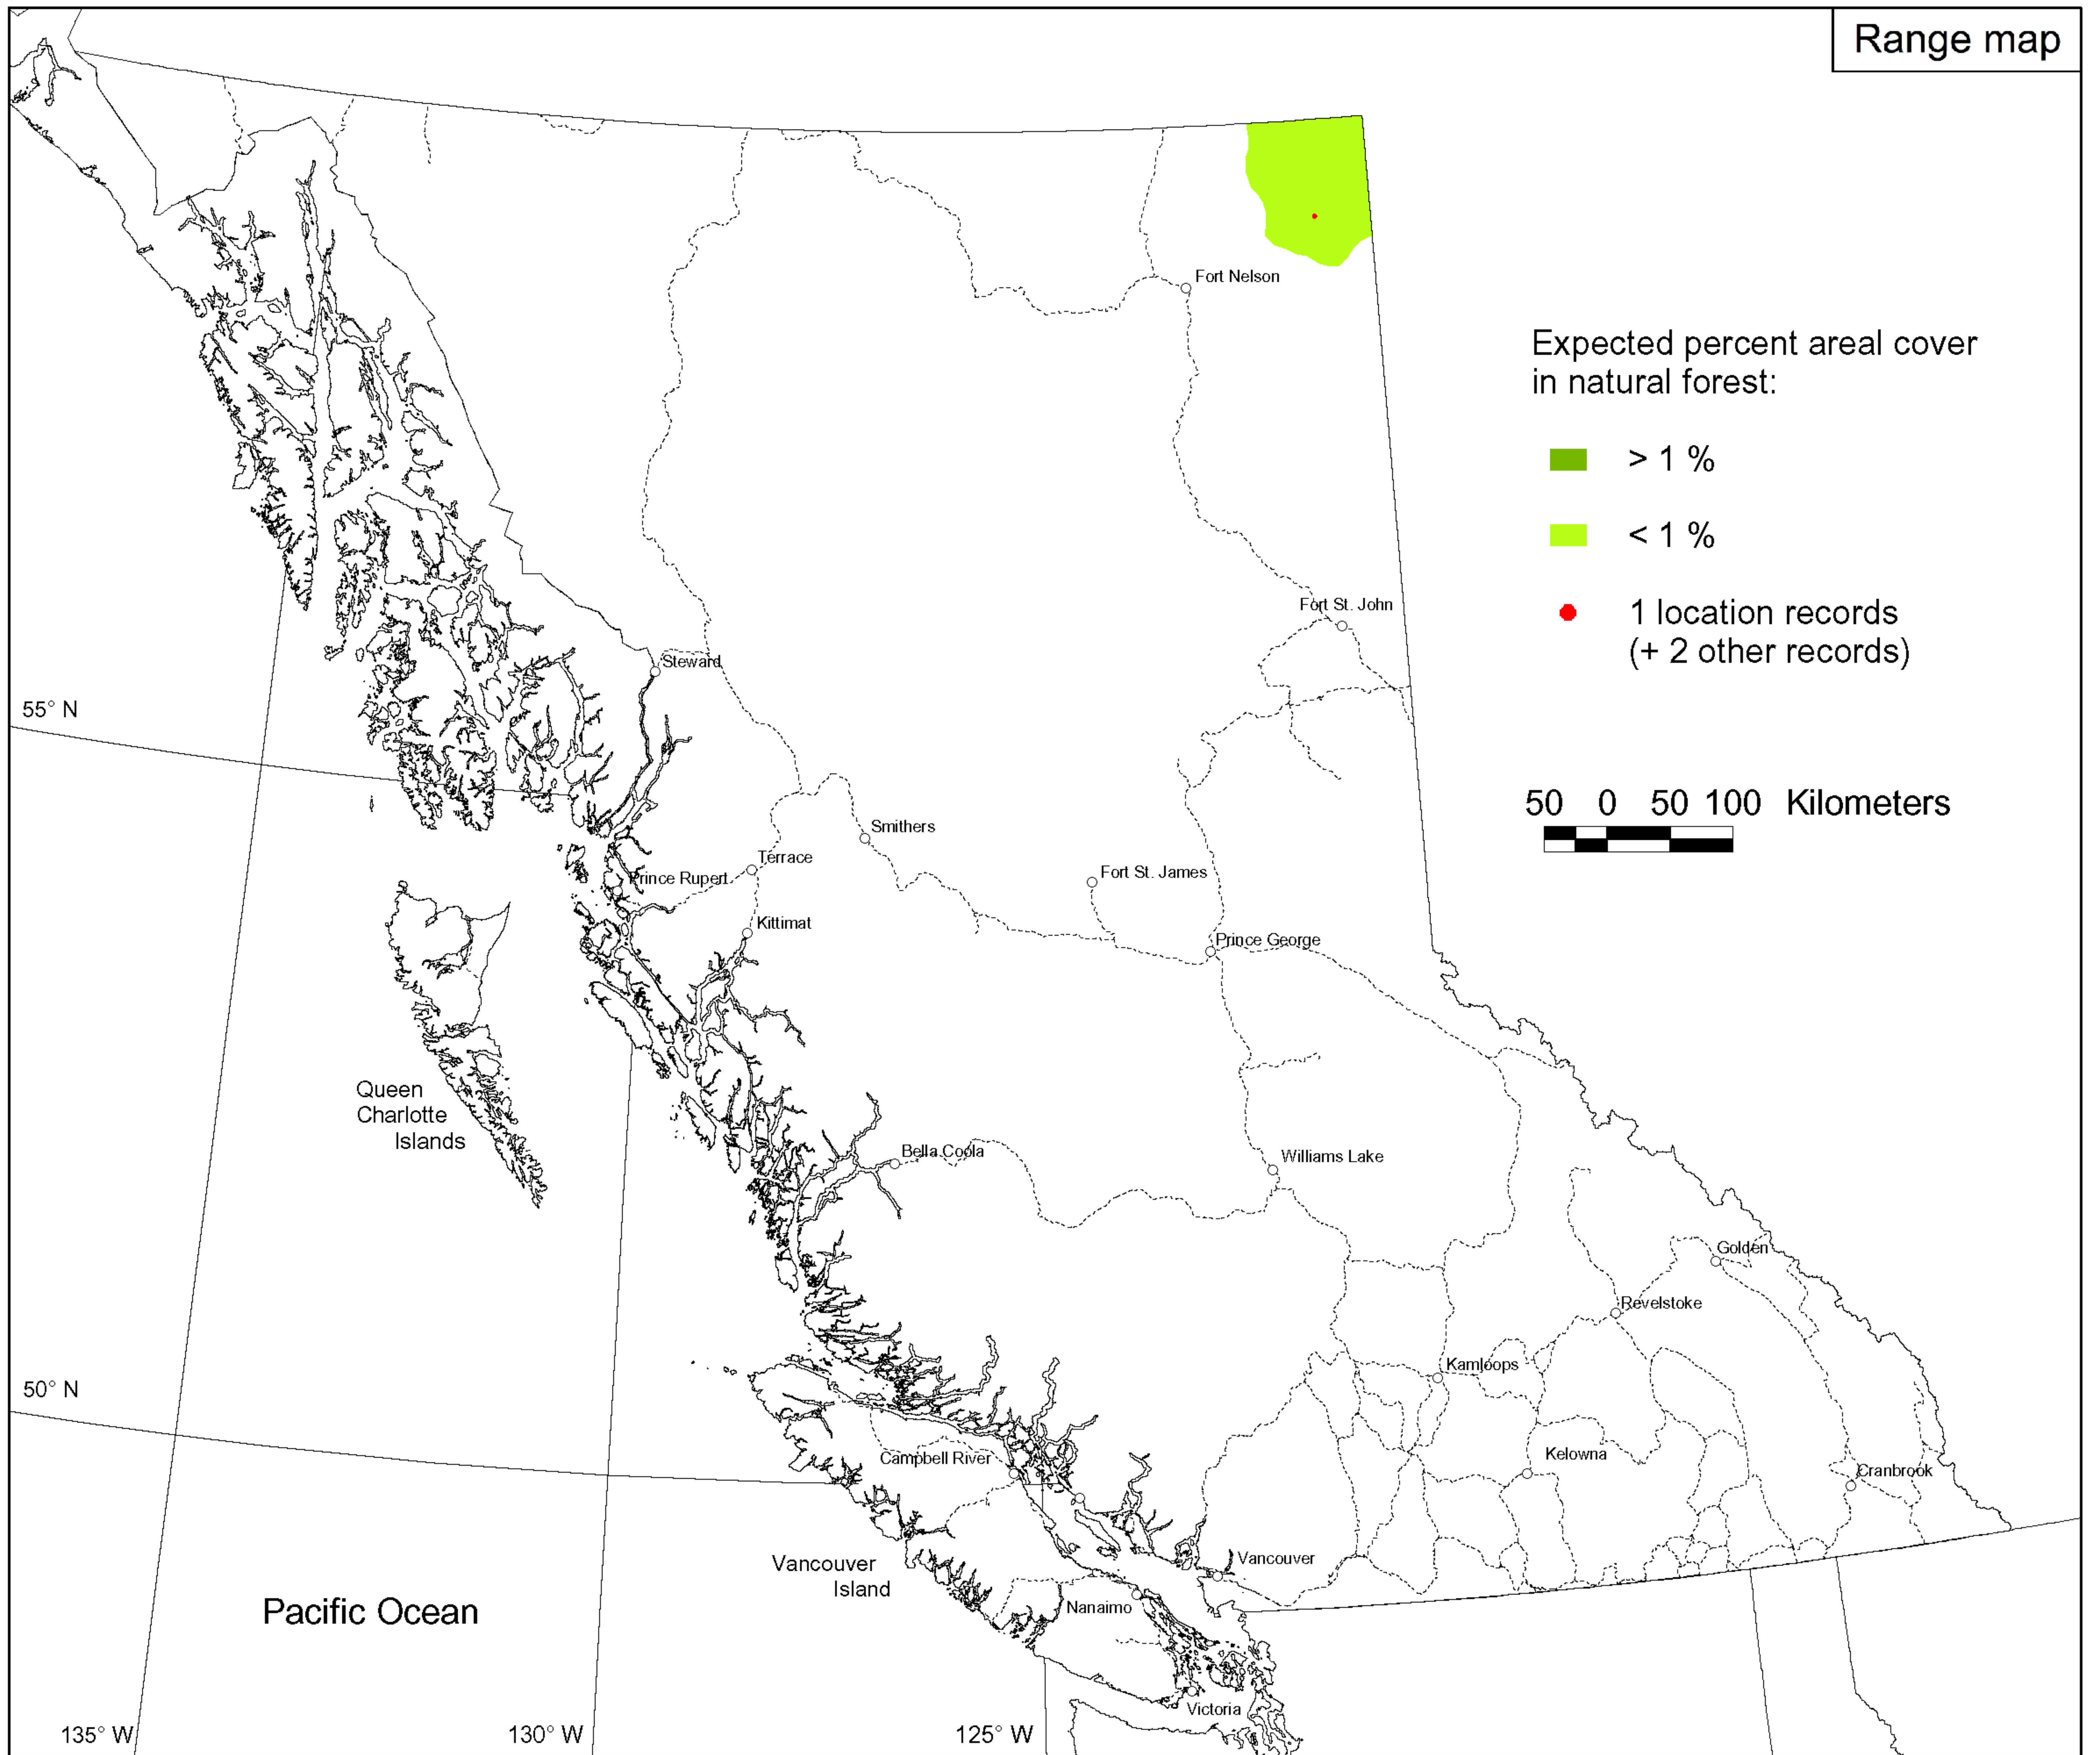 Range map
Fort Nelson
Expected percent areal cover
in natural forest:
> 1 %
< 1 %
Fort St. John
1 location records
(+ 2 other records)
Steward
55° N
50 0 50 100 Kilometers
Smithers
Terrace
Fort St. James
Prince Rupert
Kittimat
Prince George
Queen
Charlotte
Islands
Bella Coola
Williams Lake
Golden
Revelstoke
Kamloops
50° N
Campbell River
Kelowna
Cranbrook
Vancouver
Vancouver
Island
Pacific Ocean
Nanaimo
Victoria
135° W
130° W
125° W